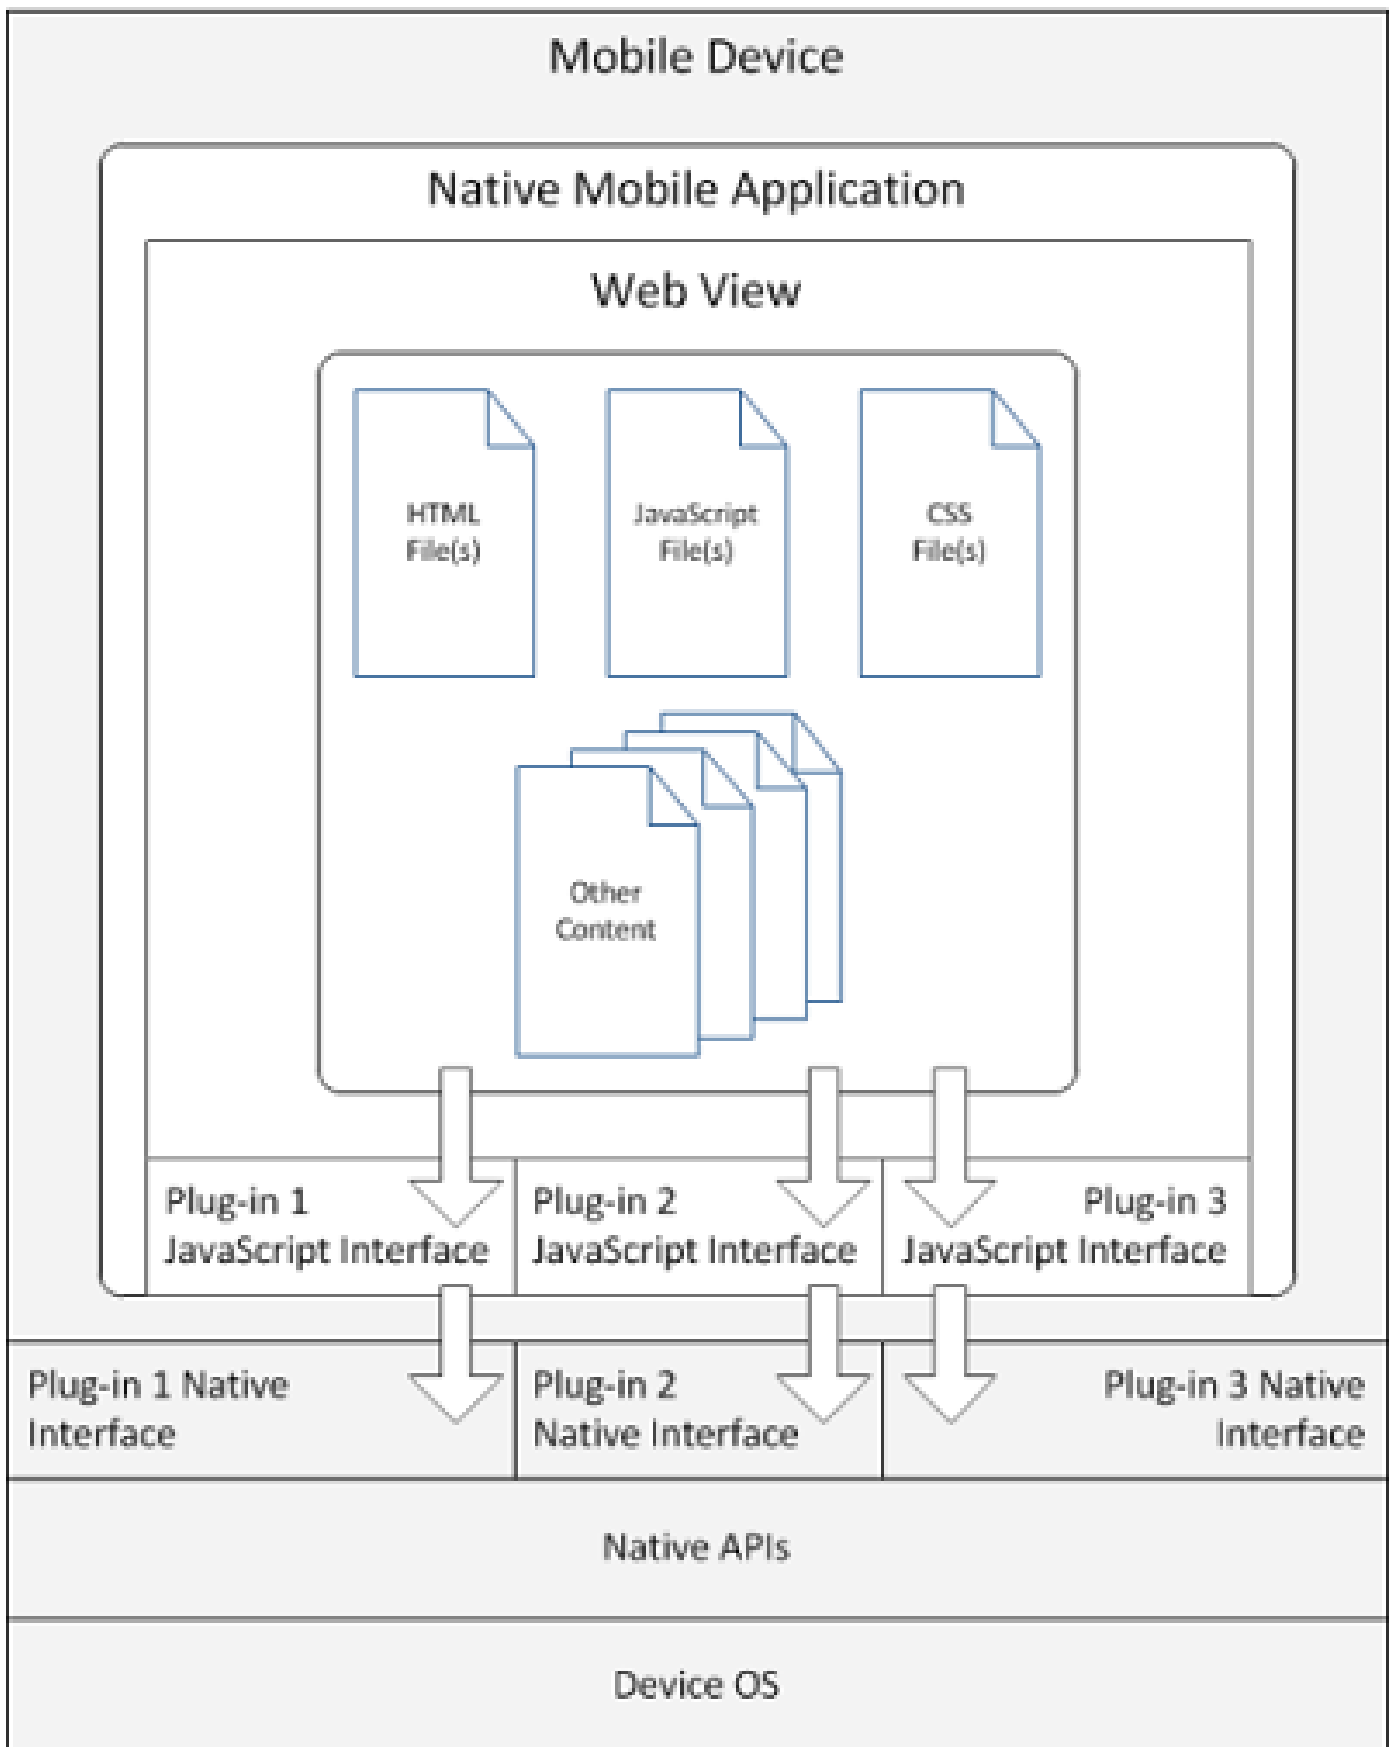 Mobile Device
Native Mobile Application
Web View
HTML
File(s)
JavaScript
File(s)
CSS
File(s)
Other
Content
Plug-in 1
JavaScript Interface
Plug-in 2
JavaScript Interface
Plug-in 3
JavaScript Interface
Plug-in 1 Native
Interface
Plug-in 2
Native Interface
Plug-in 3 Native
Interface
Native APIs
Device OS